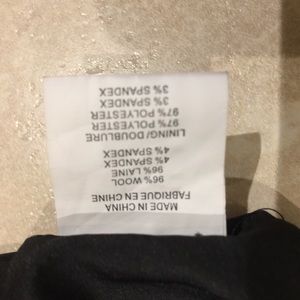 MADE IN CHINA
FABRIQUE EN CHINE
96% WOOL
96% LAINE
4% SPANDEX
4% SPANDEX
LINING/DOUBLURE
97% POLYESTER
97% POLYESTER
3% SPANDEX
3% SPANDEX